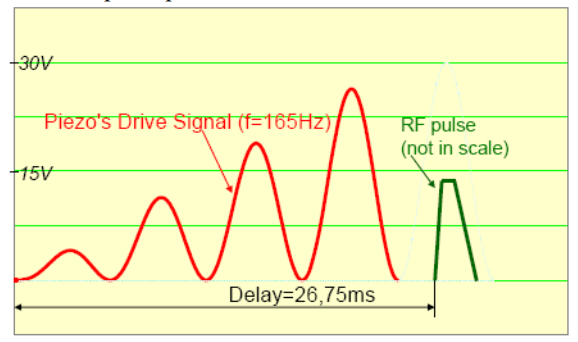 30V
Piezo's Drive Signal (f=165Hz)
RF pulse
(not in scale)
15V
Delay=26,75ms